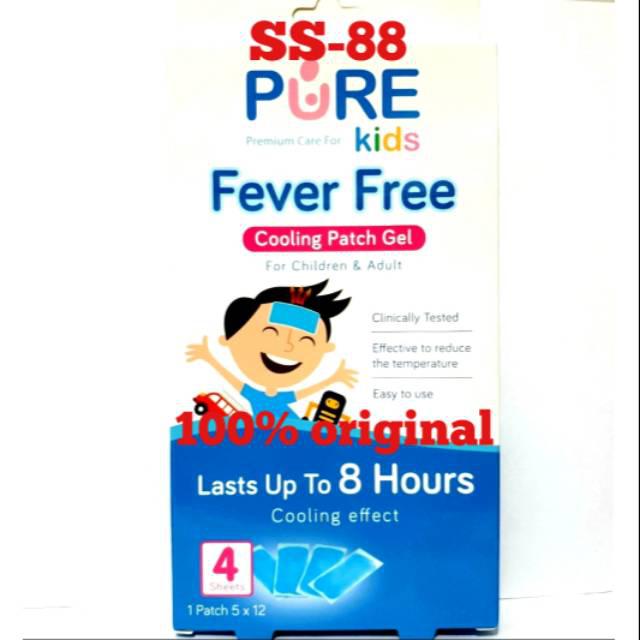 SS-88
PURE
Premium Care For kids
Fever Free
Cooling Patch Gel
For Children & Adult
Clinically Tested
Effective to reduce
the temperature
Easy to use
100% original
Lasts Up To 8 Hours
Cooling effect
4
Sheets
1 Patch 5 x 12